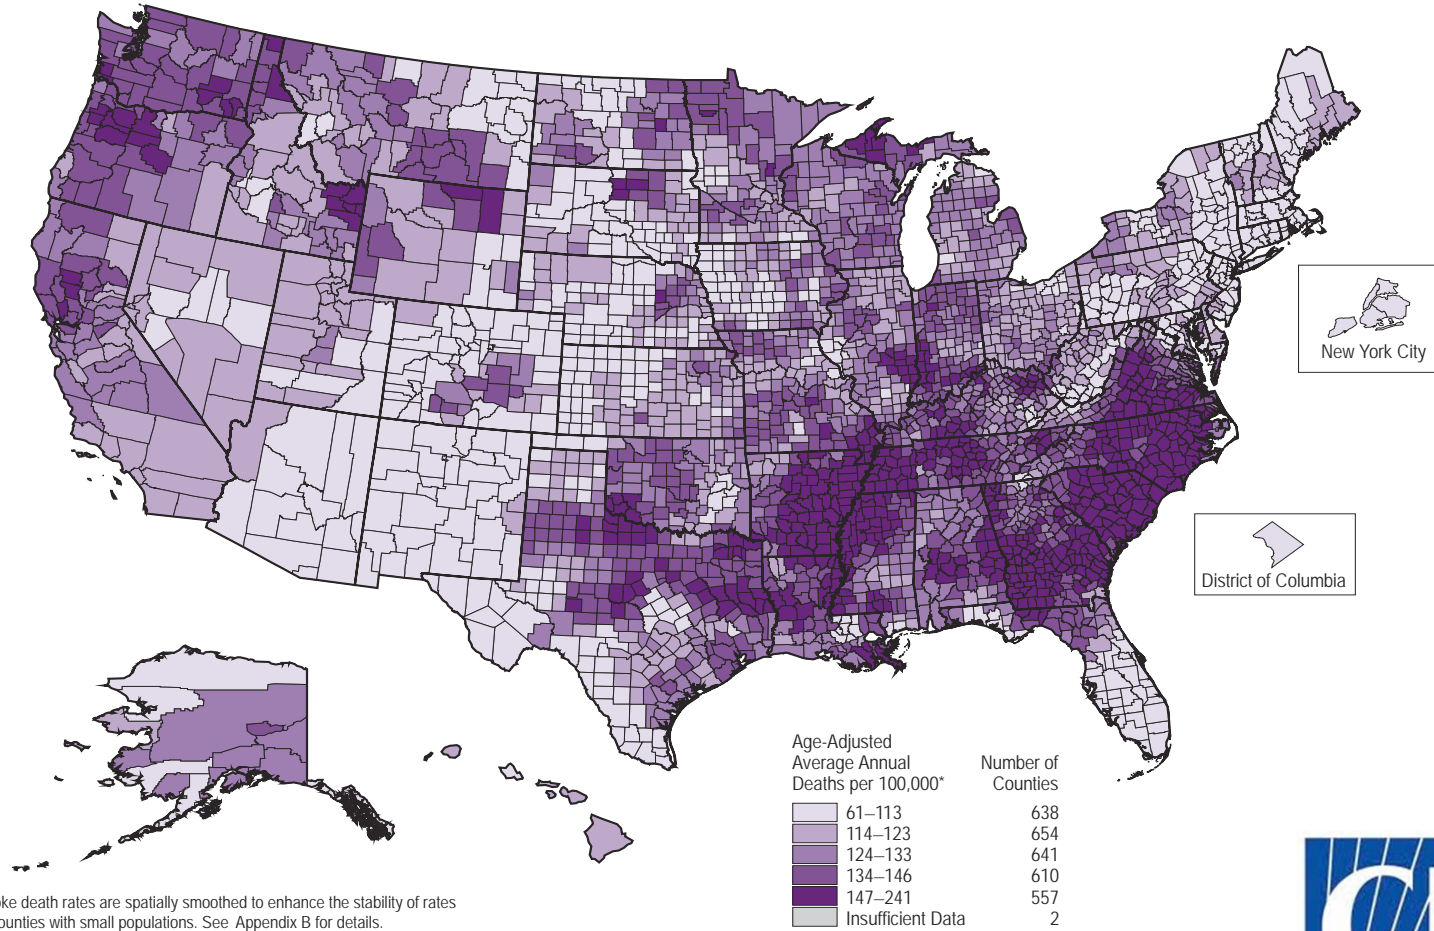 New York City
District of Columbia
Age-Adjusted
Average Annual
Deaths per 100,000*
Number of
Counties
61–113 638
114–123 654
124–133 641
134–146 610
147–241 557
Insufficient Data 2
death rates are spatially smoothed to enhance the stability of rates
with small populations. See Appendix B for details.